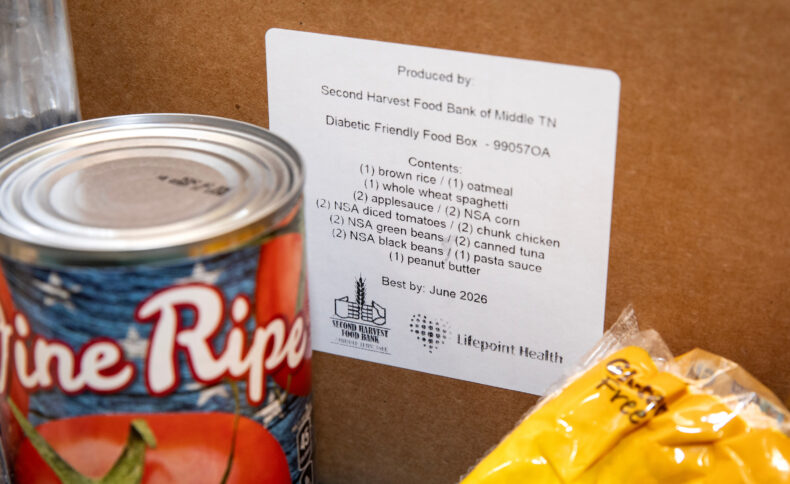 Produced by:
Second Harvest Food Bank of Middle TN
Diabetic Friendly Food Box - 99057OA
Contents:
(1) brown rice / (1) oatmeal
(1) whole wheat spaghetti
(2) applesauce / (2) NSA corn
(2) NSA diced tomatoes / (2) chunk chicken
(2) NSA green beans / (2) canned tuna
(2) NSA black beans / (1) pasta sauce
(1) peanut butter
Best by: June 2026
SECOND HARVEST
FOOD BANK
Lifepoint Health
ine Ripe
Free